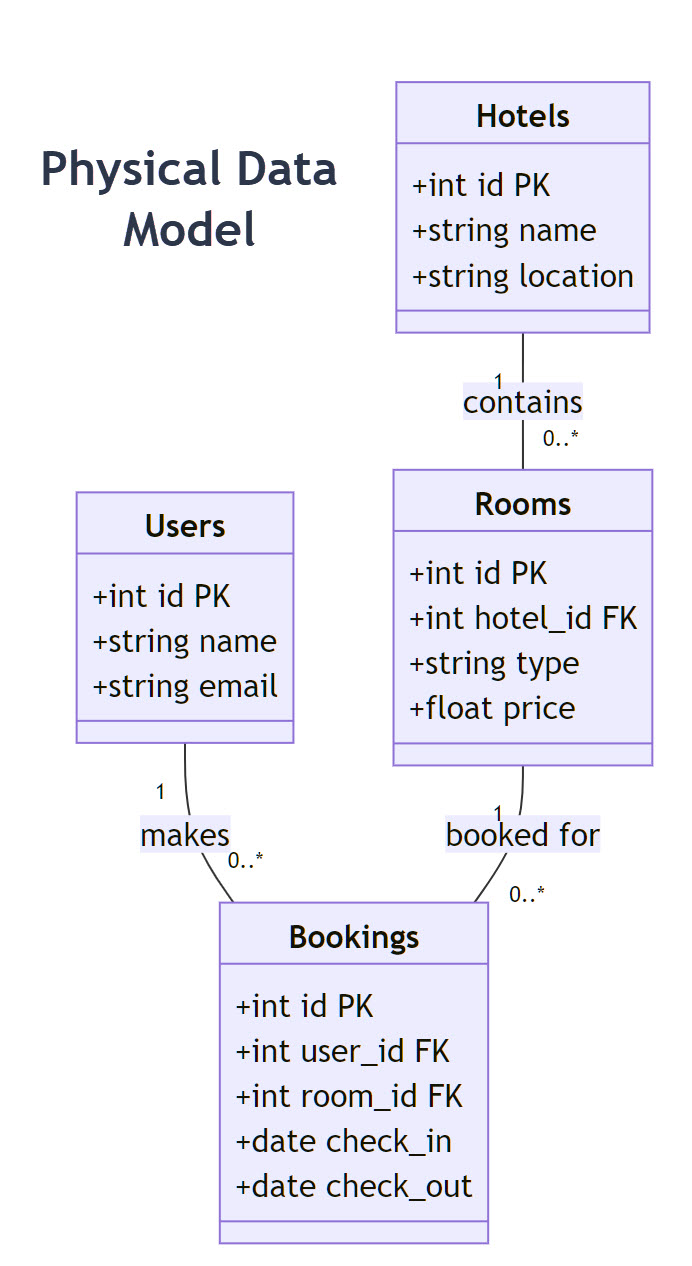 Physical Data
Model
Hotels
+int id PK
+string name
+string location
1
contains
0..*
Rooms
+int id PK
+int hotel_id FK
+string type
+float price
Users
+int id PK
+string name
+string email
1
makes
0..*
1
booked for
0..*
Bookings
+int id PK
+int user_id FK
+int room_id FK
+date check_in
+date check_out